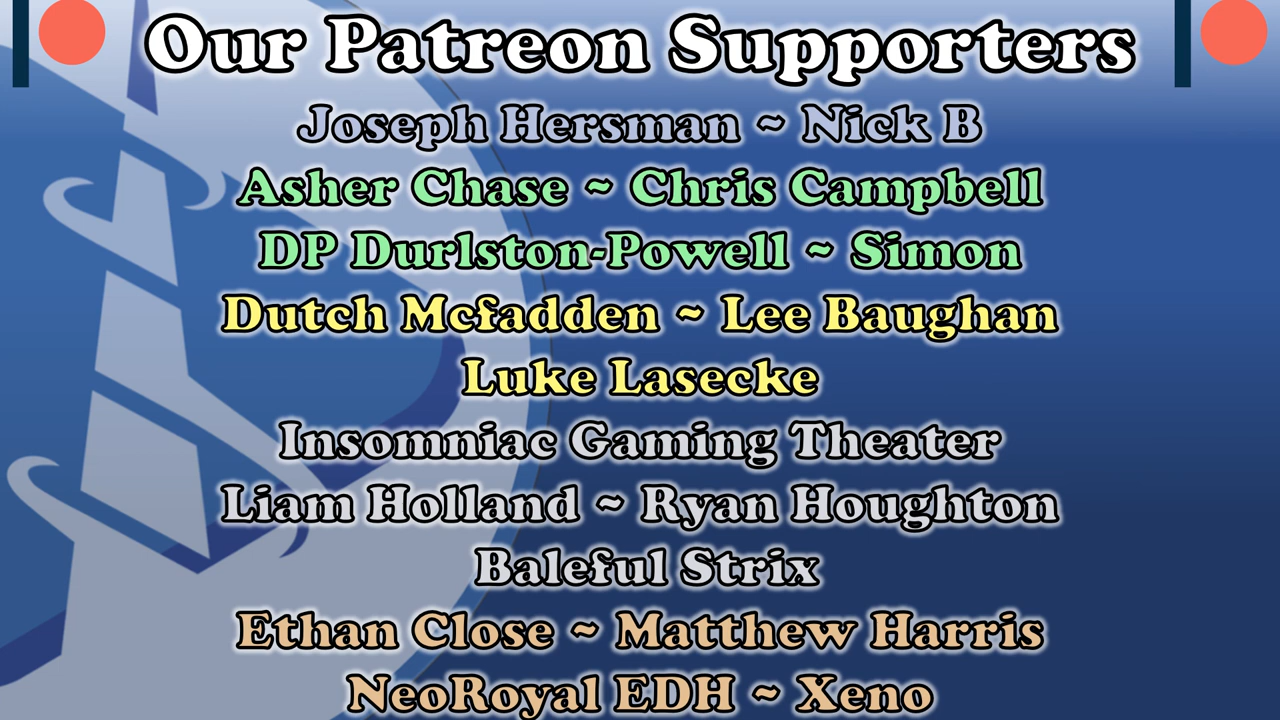 Our Patreon Supporters
Joseph Hersman ~ Nick B
Asher Chase ~ Chris Campbell
DP Durlston-Powell ~ Simon
Dutch Mcfadden ~ Lee Baughan
Luke Lasecke
Insomniac Gaming Theater
Liam Holland ~ Ryan Houghton
Baleful Strix
Ethan Close ~ Matthew Harris
NeoRoyal EDH ~ Xeno